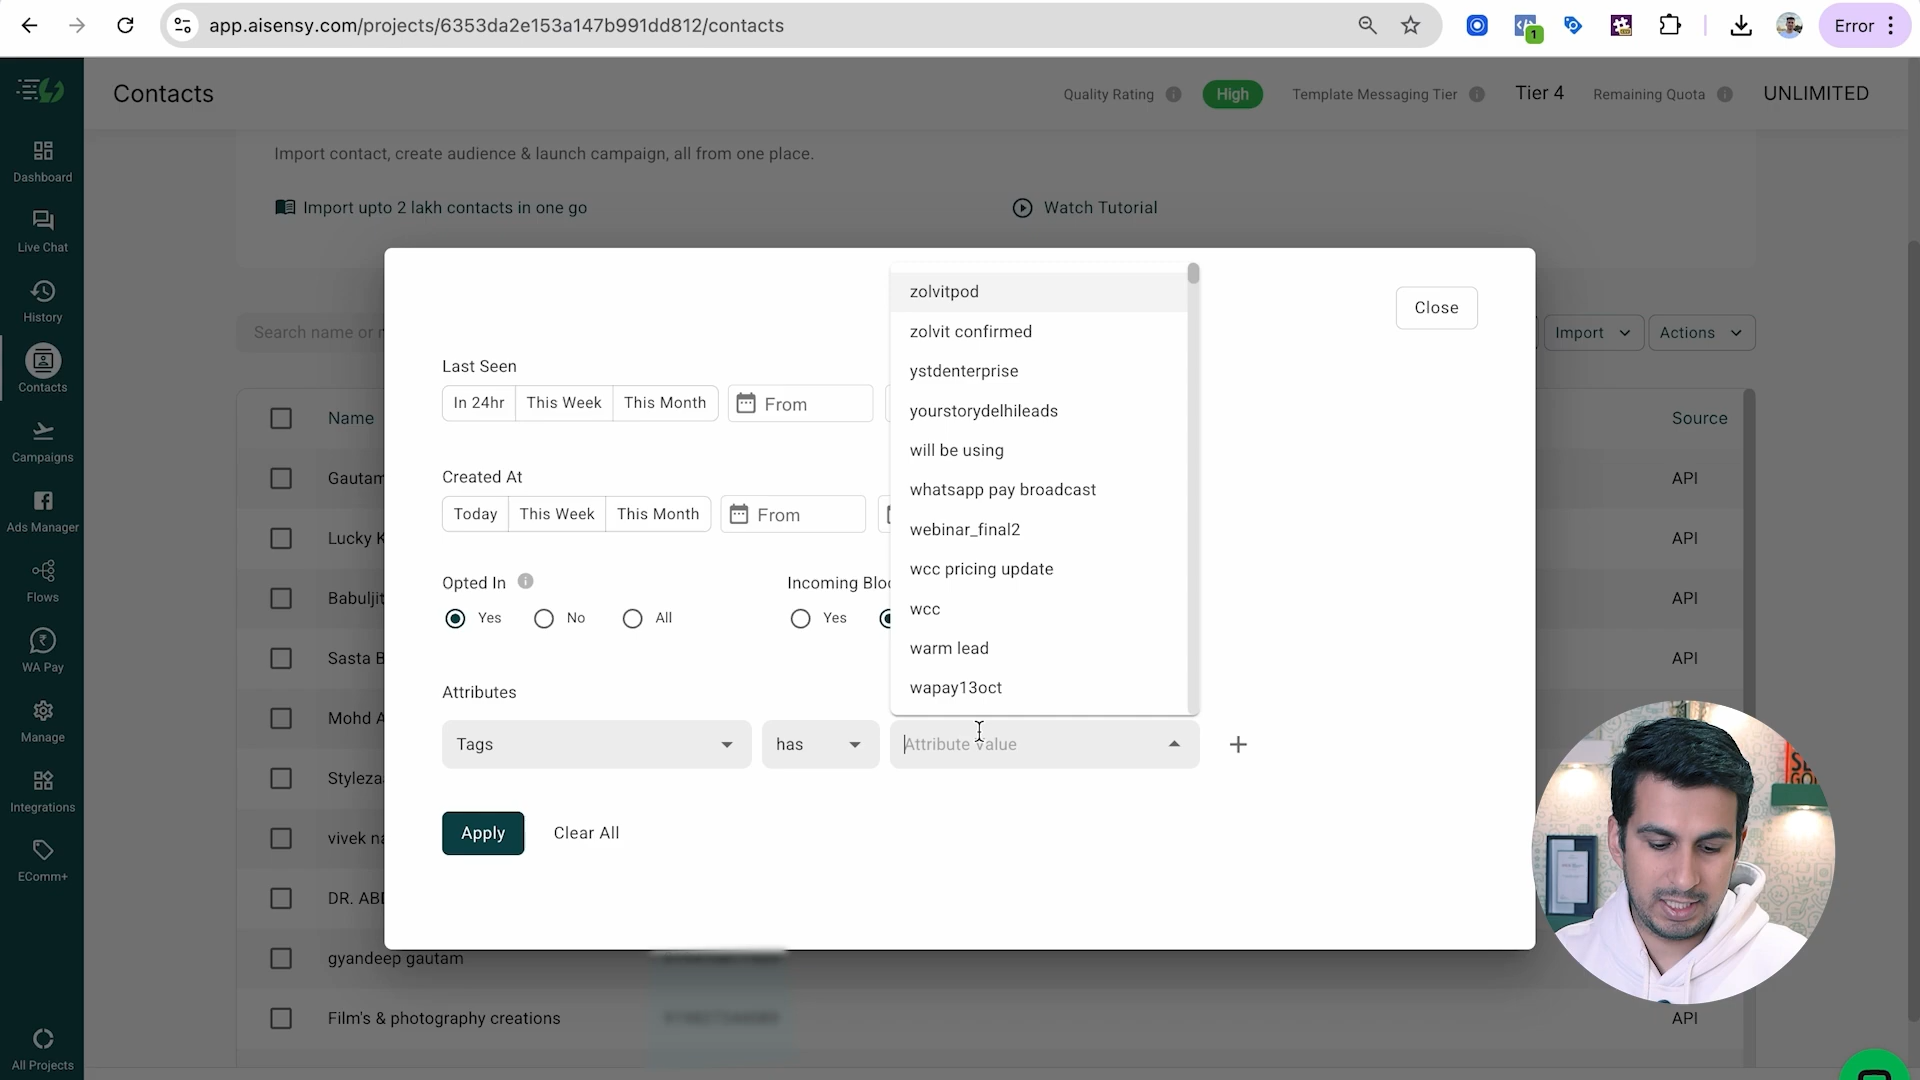 app.aisensy.com/projects/6353da2e153a147b991dd812/contacts
1
Error
Contacts
Quality Rating
High
Template Messaging Tier
Tier 4
Remaining Quota
UNLIMITED
Dashboard
Live Chat
History
Contacts
Campaigns
Ads Manager
Flows
WA Pay
Manage
Integrations
EComm+
All Projects
Import contact, create audience & launch campaign, all from one place.
Import upto 2 lakh contacts in one go
Watch Tutorial
Search name or
Import
Actions
Name
Source
Gautam
API
Lucky K
API
Babuljit
API
Sasta B
API
Mohd A
Styleza
vivek na
DR. ABD
gyandeep gautam
Film's & photography creations
API
Close
Last Seen
In 24hr
This Week
This Month
From
Created At
Today
This Week
This Month
From
Opted In
Yes
No
All
Incoming Bloc
Yes
Attributes
Tags
has
Attribute Value
Apply
Clear All
zolvitpod
zolvit confirmed
ystdenterprise
yourstorydelhileads
will be using
whatsapp pay broadcast
webinar_final2
wcc pricing update
wcc
warm lead
wapay13oct